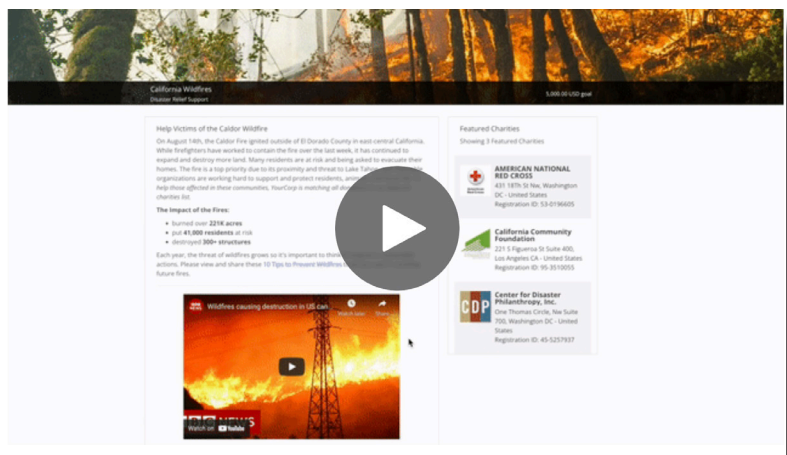 California Wildfires
Disaster Relief Support
5,000.00 USD goal
Help Victims of the Caldor Wildfire
On August 14th, the Caldor Fire ignited outside of El Dorado County in east central California.
While firefighters have worked to contain the fire over the last week, it has continued to
expand and destroy more land. Many residents are at risk and being asked to evacuate their
homes. The fire is a top priority due to its proximity and threat to Lake
organizations are working hard to support and protect residents,
help those affected in these communities, YourCorp is matching all
charities list.
The Impact of the Fires:
burned over 221K acres
put 41,000 residents at risk
destroyed 300+ structures
Each year, the threat of wildfires grows so it's important to
actions. Please view and share these 10 Tips to Prevent Wildfires
future fires.
Wildfires causing destruction in US
Watch later
Share
BBC NEWS
Watch on YouTube
Featured Charities
Showing 3 Featured Charities
AMERICAN NATIONAL
RED CROSS
431 18Th St Nw, Washington
DC - United States
Registration ID: 53-0196605
California Community
Foundation
221 S Figueroa St Suite 400,
Los Angeles CA - United States
Registration ID: 95-3510055
CDP
Center for Disaster
Philanthropy, Inc.
One Thomas Circle, Nw Suite
700, Washington DC - United
States
Registration ID: 45-5257937